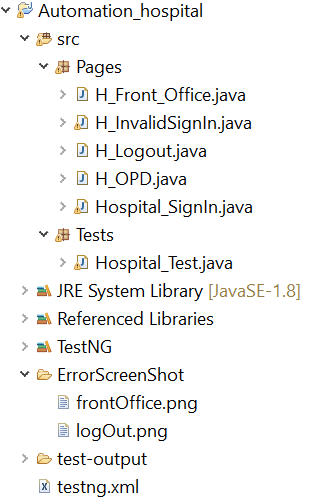 Automation_hospital
src
Pages
H_Front_Office.java
H_InvalidSignIn.java
H_Logout.java
H_OPD.java
Hospital_SignIn.java
Tests
Hospital_Test.java
JRE System Library [JavaSE-1.8]
Referenced Libraries
TestNG
ErrorScreenShot
frontOffice.png
logOut.png
test-output
testng.xml